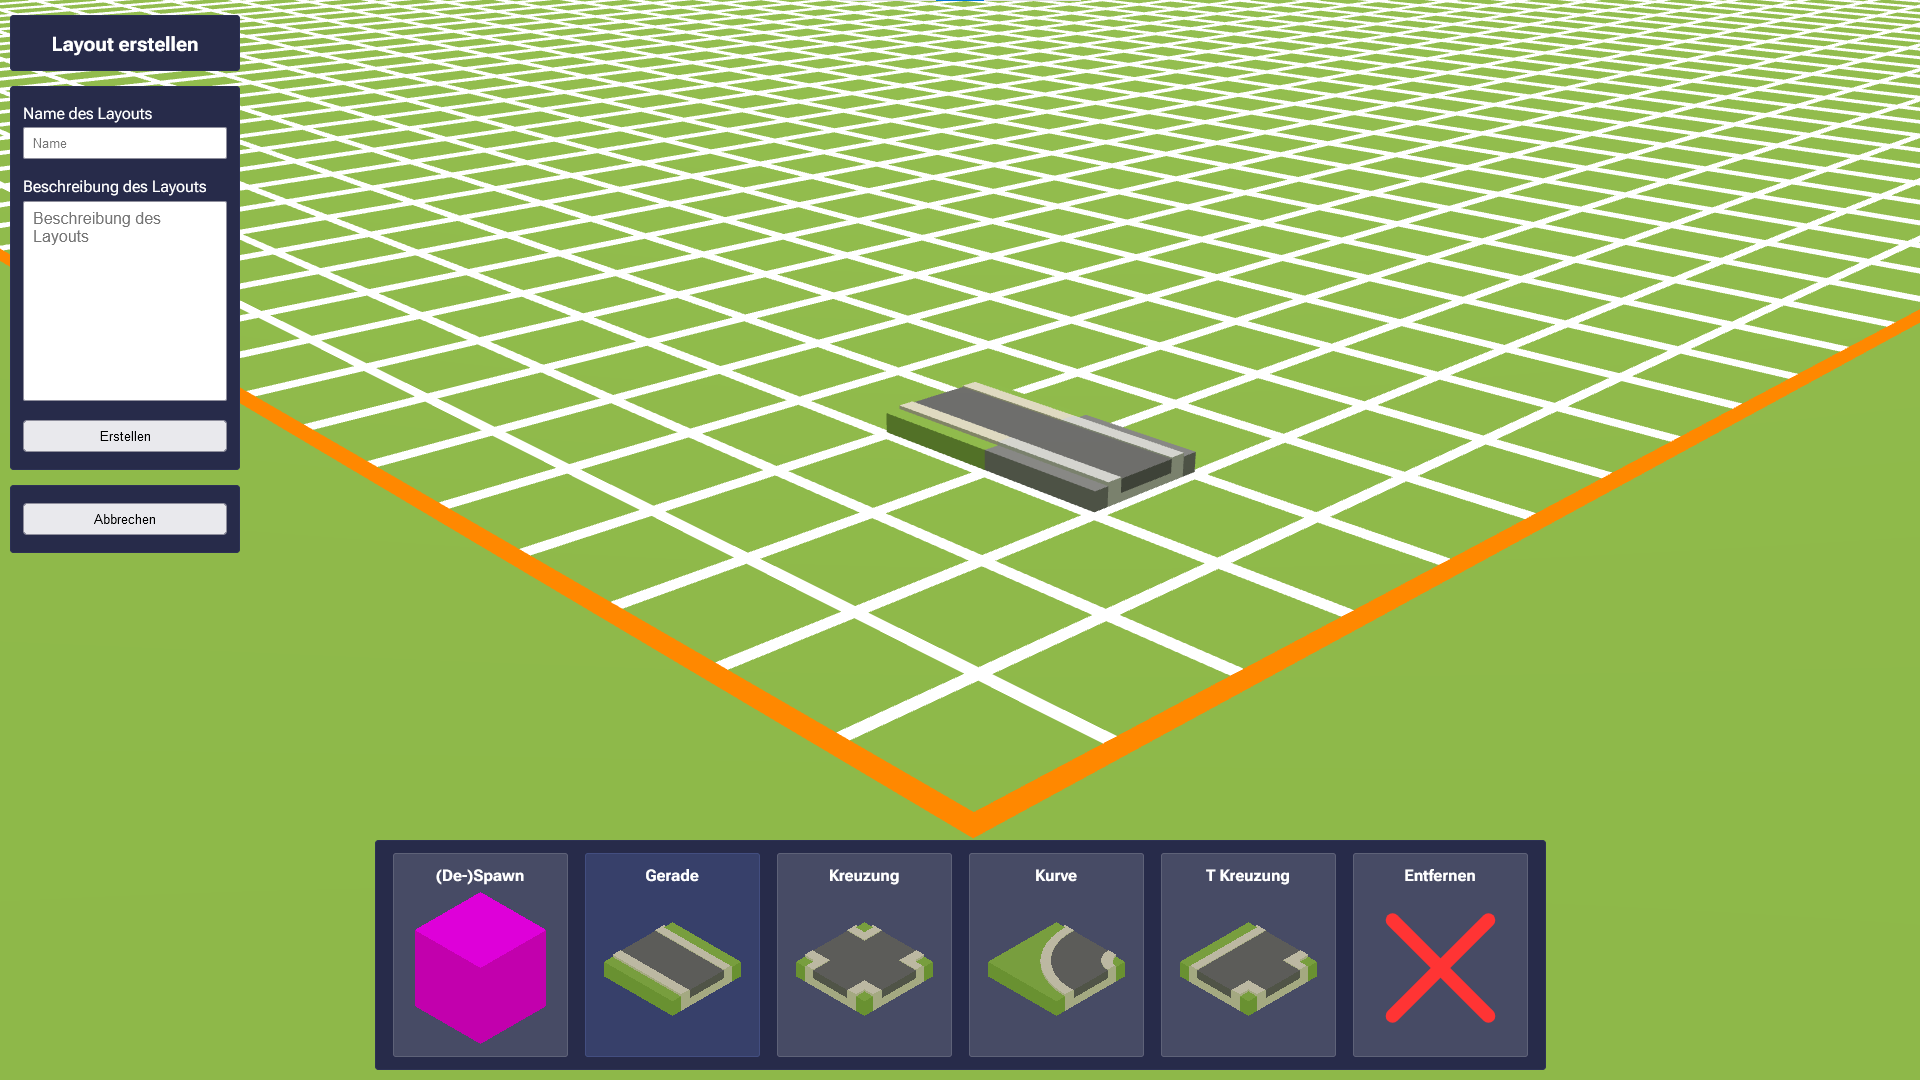 Layout erstellen
Name des Layouts
Name
Beschreibung des Layouts
Beschreibung des
Layouts
Erstellen
Abbrechen
(De-)Spawn
Gerade
Kreuzung
Kurve
T Kreuzung
Entfernen